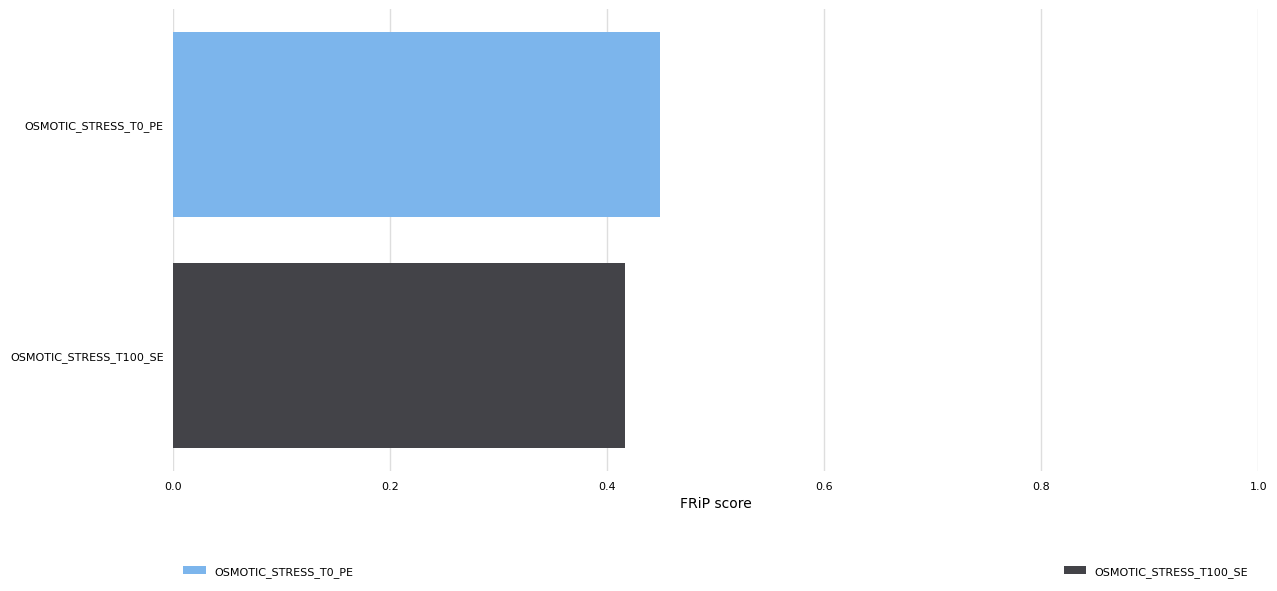 OSMOTIC_STRESS_T0_PE
OSMOTIC_STRESS_T100_SE
0.0 0.2 0.4 0.6 0.8 1.0
FRiP score
OSMOTIC_STRESS_T0_PE OSMOTIC_STRESS_T100_SE